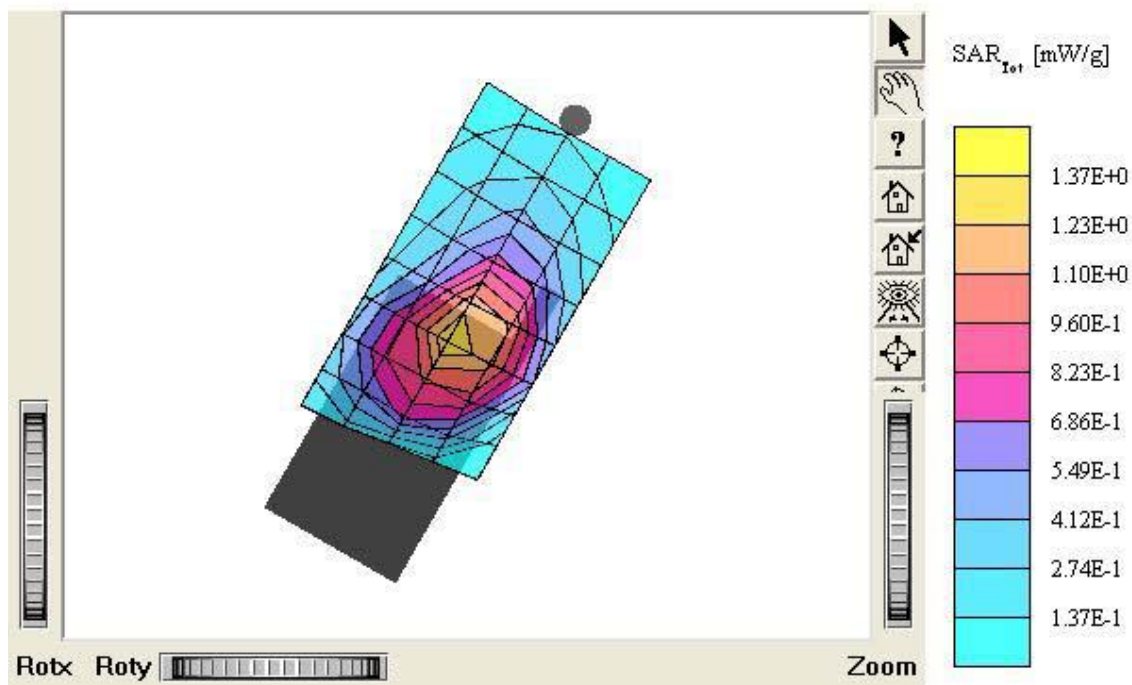 SAR_Tot [mW/g]
?
1.37E+0
1.23E+0
1.10E+0
9.60E-1
8.23E-1
6.86E-1
5.49E-1
4.12E-1
2.74E-1
1.37E-1
Rotx Roty Zoom